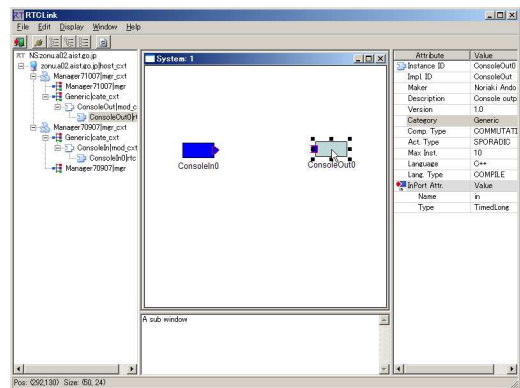 RTCLink
File Edit Display Window Help
NS:zonu.a02.aist.go.jp
zonu.a02.aist.go.jp|host_cxt
Manager71007|mgr_cxt
Manager71007|mgr
Generic|cate_cxt
ConsoleOut|mod_c
ConsoleOut0|rt
Manager70907|mgr_cxt
Generic|cate_cxt
ConsoleIn|mod_cxt
ConsoleIn0|rtc
Manager70907|mgr
System: 1
ConsoleIn0
ConsoleOut0
A sub window
Attribute Value
Instance ID ConsoleOut0
Impl. ID ConsoleOut
Maker Noriaki Ando
Description Console outp
Version 1.0
Category Generic
Comp. Type COMMUTATI
Act. Type SPORADIC
Max Inst. 10
Language C++
Lang. Type COMPILE
InPort Attr. Value
Name in
Type TimedLong
Pos: (292,130) Size: (50, 24)